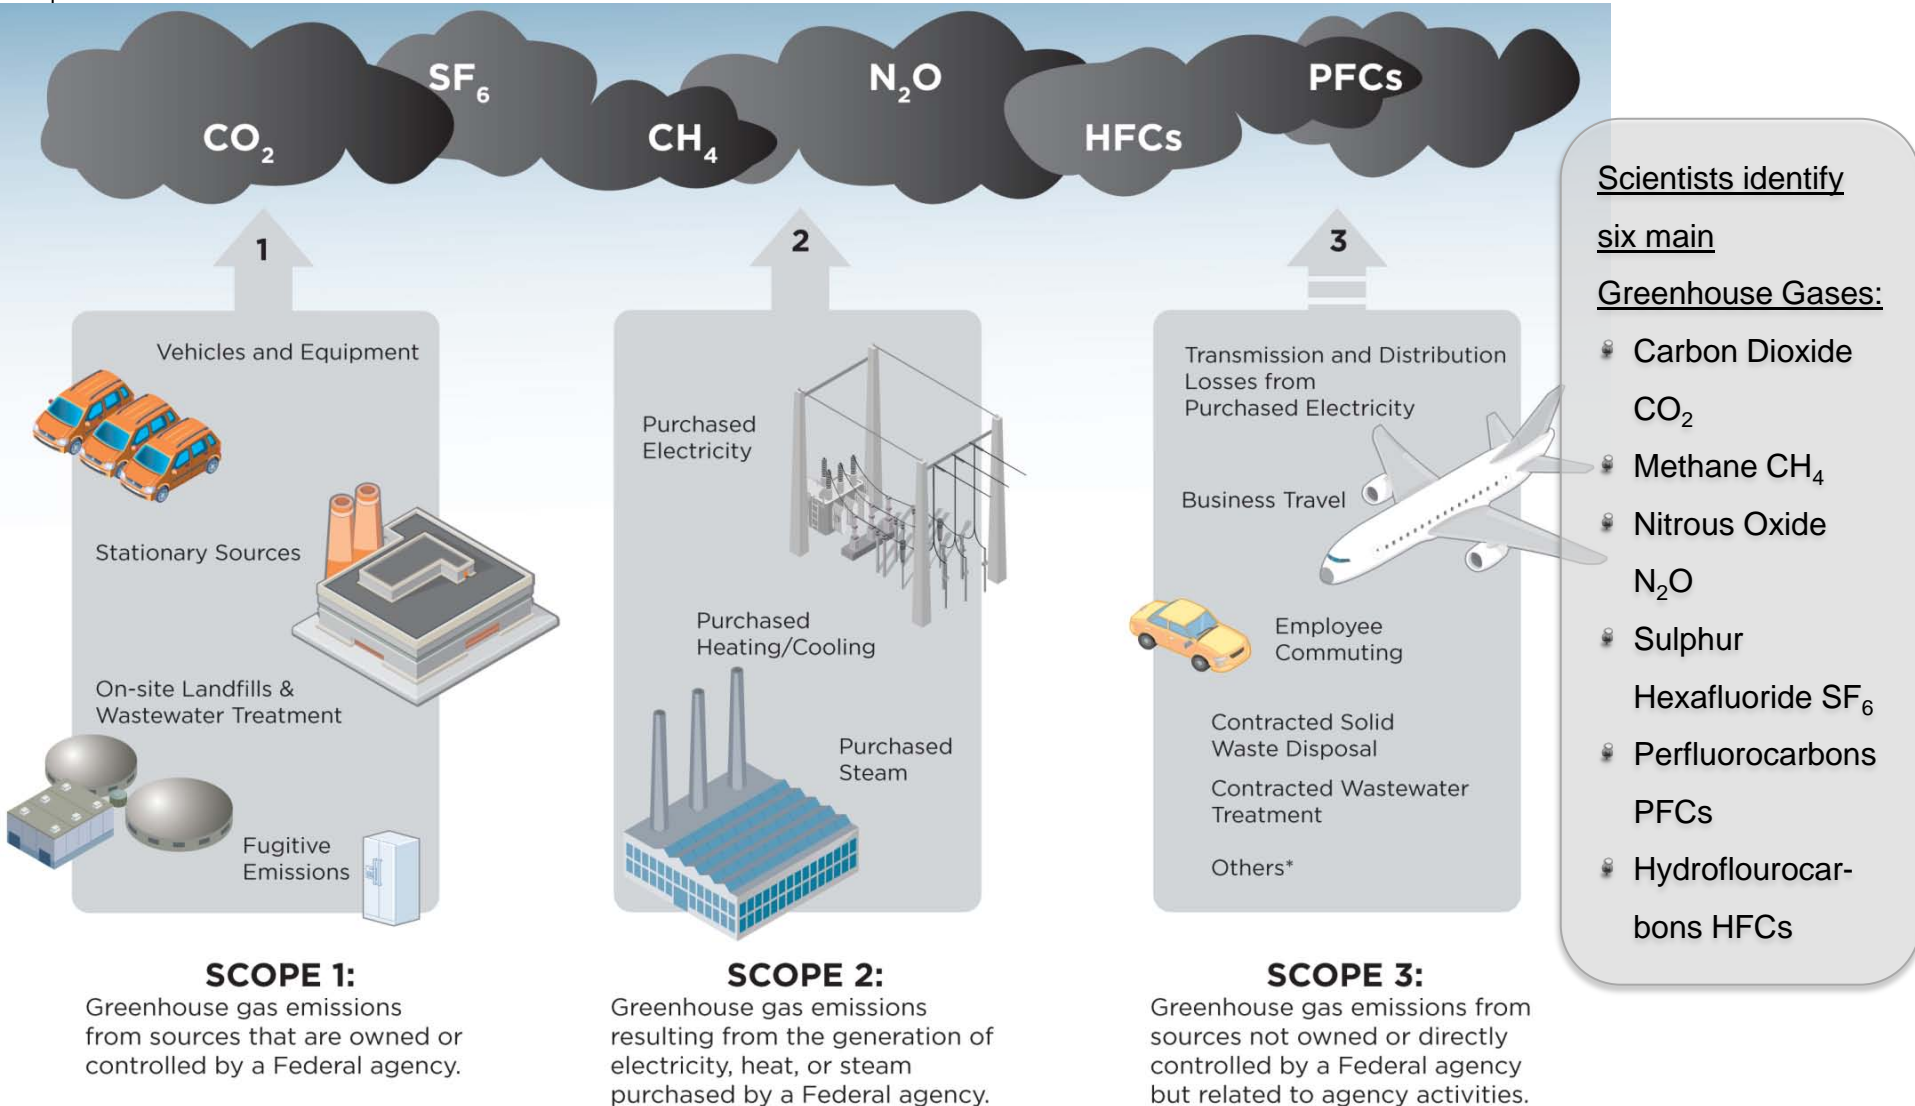 SF₆
N₂O
PFCs
CO₂
CH₄
HFCs
1
2
3
Vehicles and Equipment
Stationary Sources
On-site Landfills &
Wastewater Treatment
Fugitive
Emissions
Purchased
Electricity
Purchased
Heating/Cooling
Purchased
Steam
Transmission and Distribution
Losses from
Purchased Electricity
Business Travel
Employee
Commuting
Contracted Solid
Waste Disposal
Contracted Wastewater
Treatment
Others*
SCOPE 1:
Greenhouse gas emissions
from sources that are owned or
controlled by a Federal agency.
SCOPE 2:
Greenhouse gas emissions
resulting from the generation of
electricity, heat, or steam
purchased by a Federal agency.
SCOPE 3:
Greenhouse gas emissions from
sources not owned or directly
controlled by a Federal agency
but related to agency activities.
Scientists identify
six main
Greenhouse Gases:
Carbon Dioxide
CO₂
Methane CH₄
Nitrous Oxide
N₂O
Sulphur
Hexafluoride SF₆
Perfluorocarbons
PFCs
Hydroflourocar-
bons HFCs